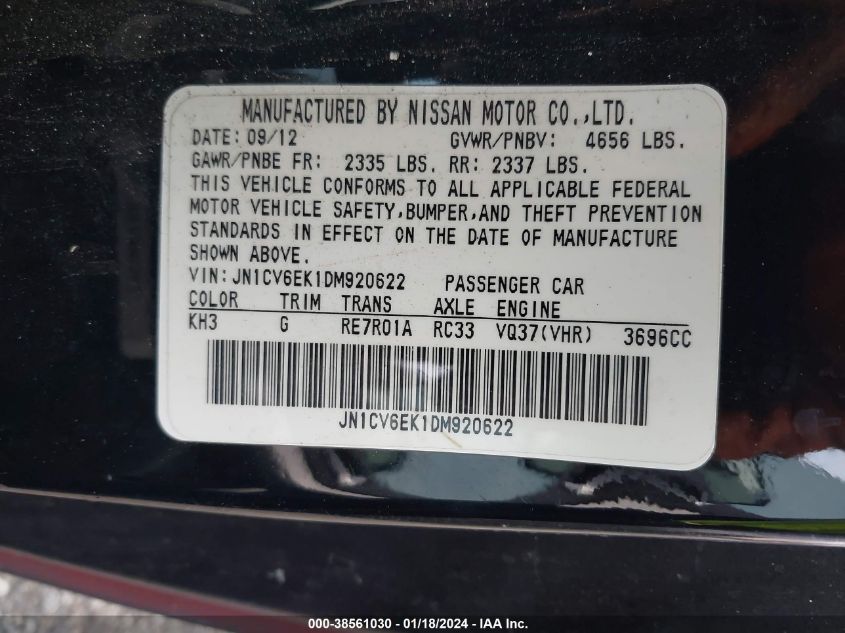 MANUFACTURED BY NISSAN MOTOR CO.,LTD.
DATE: 09/12 GVWR/PNBV: 4656 LBS.
GAWR/PNBE FR: 2335 LBS. RR: 2337 LBS.
THIS VEHICLE CONFORMS TO ALL APPLICABLE FEDERAL
MOTOR VEHICLE SAFETY,BUMPER,AND THEFT PREVENTION
STANDARDS IN EFFECT ON THE DATE OF MANUFACTURE
SHOWN ABOVE.
VIN:JN1CV6EK1DM920622 PASSENGER CAR
COLOR TRIM TRANS AXLE ENGINE
KH3 G RE7R01A RC33 VQ37(VHR) 3696CC
JN1CV6EK1DM920622
000-38561030 - 01/18/2024 - IAA Inc.